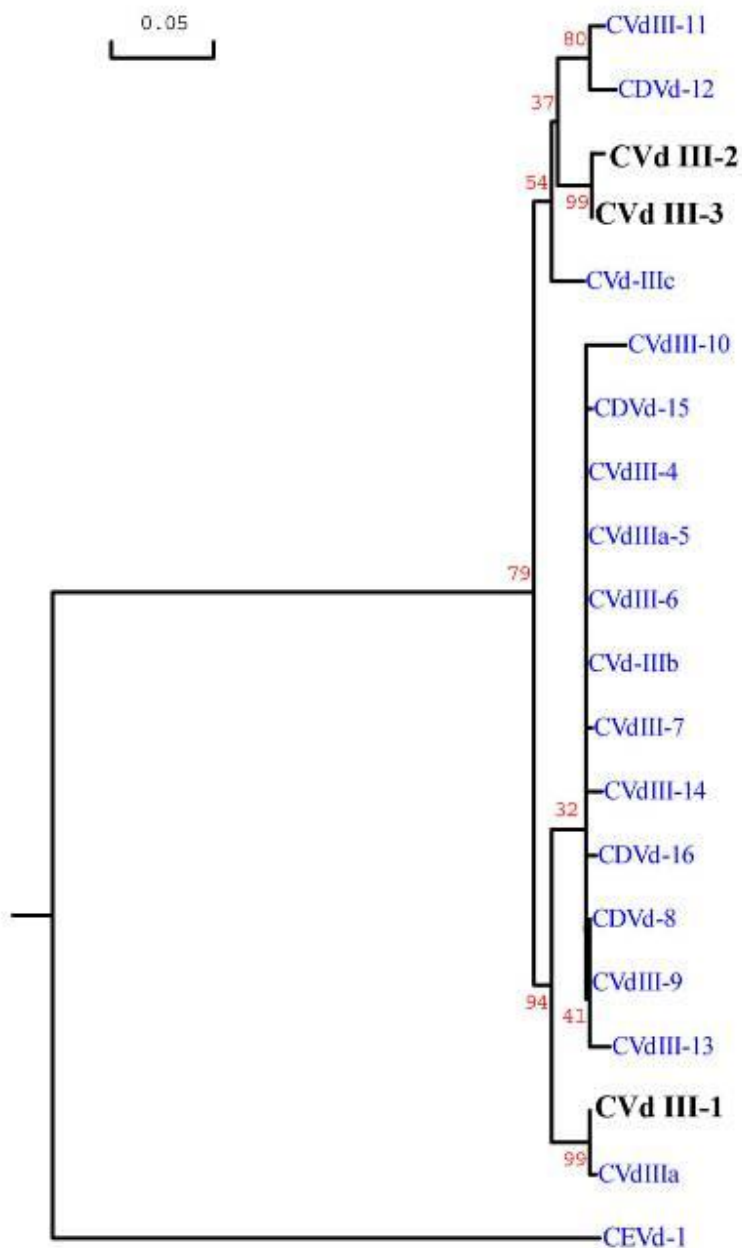 0.05
80
CVdIII-11
CDVd-12
37
CVd III-2
54
99
CVd III-3
CVd-IIIc
CVdIII-10
CDVd-15
CVdIII-4
CVdIIIa-5
79
CVdIII-6
CVd-IIIb
CVdIII-7
CVdIII-14
32
CDVd-16
CDVd-8
CVdIII-9
94
41
CVdIII-13
CVd III-1
99
CVdIIIa
CEVd-1